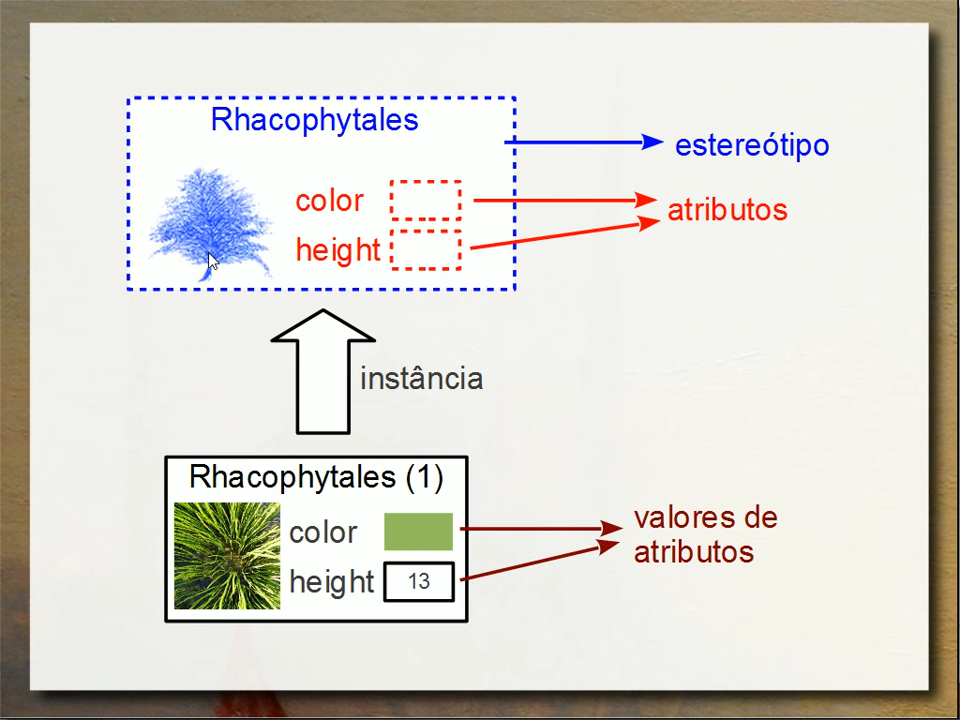 Rhacophytales
estereótipo
color
atributos
height
instância
Rhacophytales (1)
color
valores de
atributos
height
13